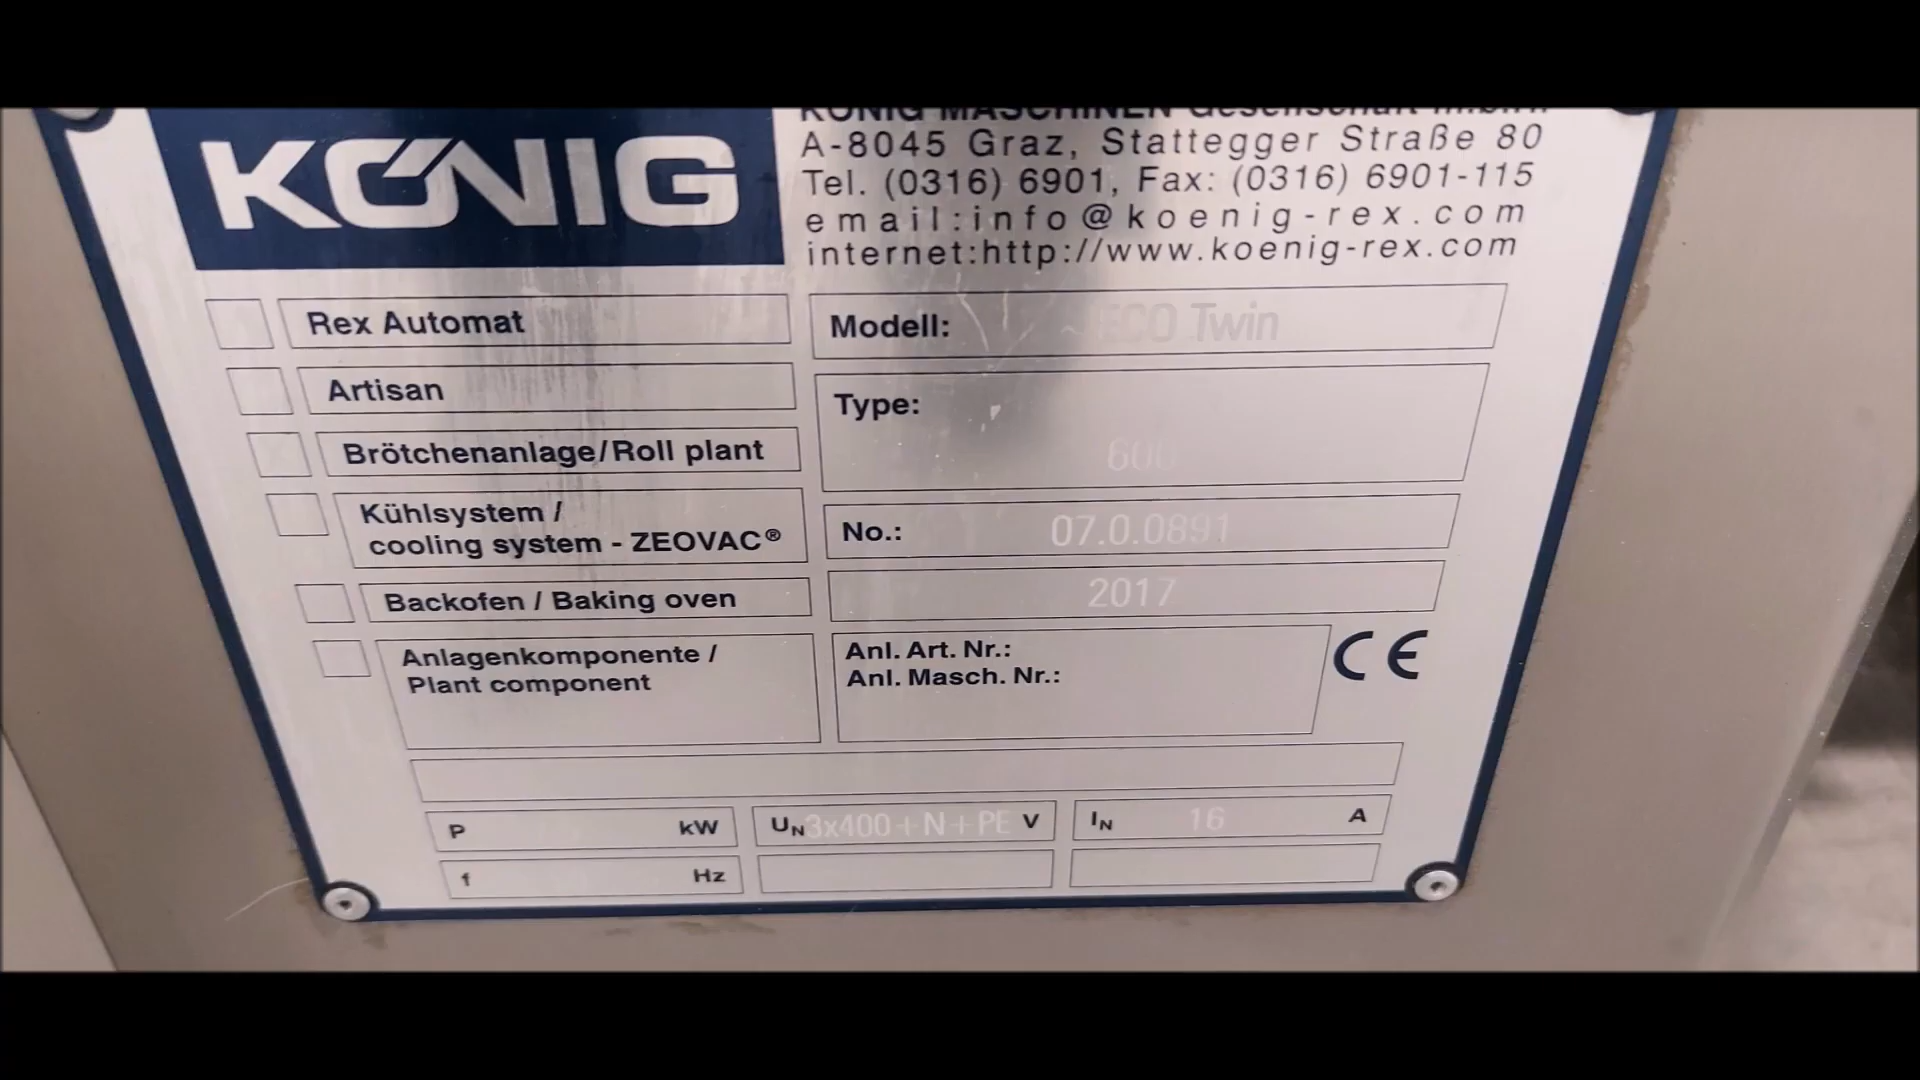 KÖNIG
KÖNIG MASCHINEN Gesellschaft m.b.H.
A-8045 Graz, Stattegger Straße 80
Tel. (0316) 6901, Fax: (0316) 6901-115
email:info@koenig-rex.com
internet:http://www.koenig-rex.com
Rex Automat
Artisan
Brötchenanlage/Roll plant
Kühlsystem /
cooling system - ZEOVAC®
Backofen / Baking oven
Anlagenkomponente /
Plant component
Modell: ECO Twin
Type:
600
No.: 07.0.0891
2017
Anl. Art. Nr.:
Anl. Masch. Nr.:
CE
P kW
UN 3x400+N+PE V
IN 16 A
f Hz